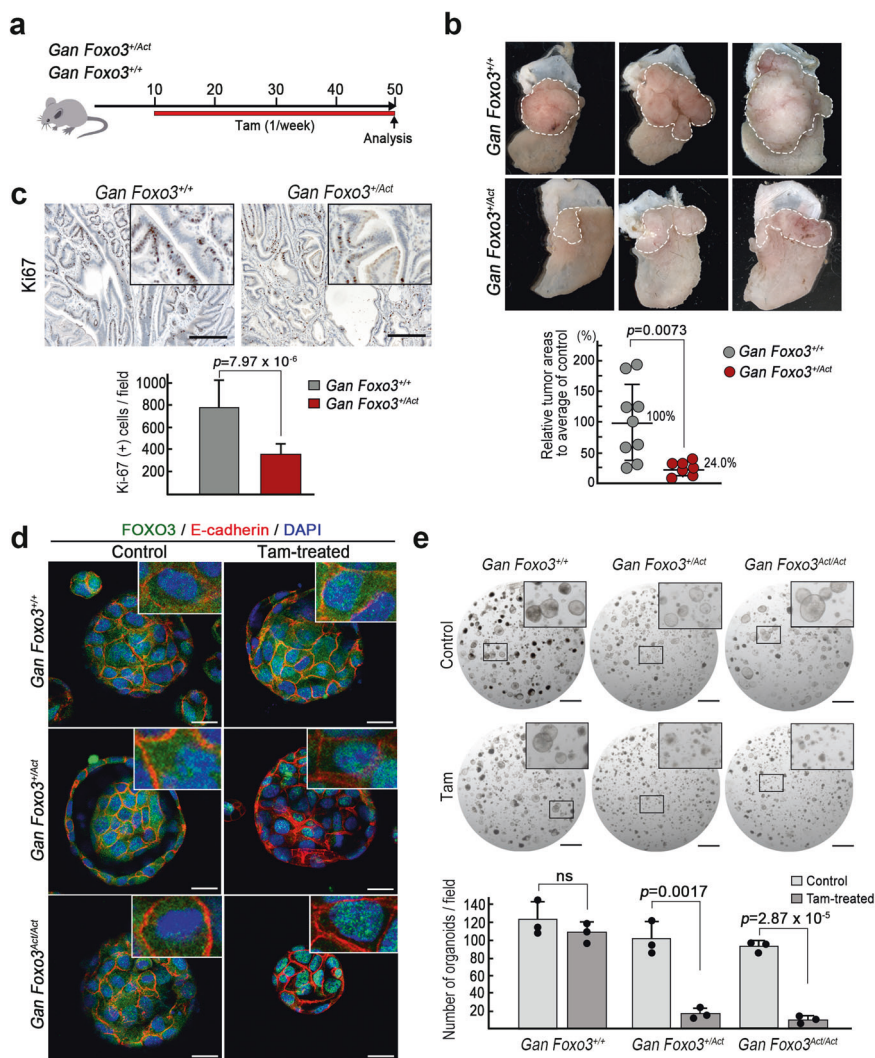 a
Gan Foxo3+/Act
Gan Foxo3+/+
10 20 30 40 50
Tam (1/week)
Analysis
b
Gan Foxo3+/+
Gan Foxo3+/Act
(%)
p=0.0073
Relative tumor areas
to average of control
200
150
100
50
0
100%
24.0%
Gan Foxo3+/+
Gan Foxo3+/Act
c
Gan Foxo3+/+ Gan Foxo3+/Act
Ki67
p=7.97 x 10-6
Ki-67 (+) cells / field
1000
800
600
400
200
Gan Foxo3+/+
Gan Foxo3+/Act
d
FOXO3 / E-cadherin / DAPI
Control Tam-treated
Gan Foxo3+/+
Gan Foxo3+/Act
Gan Foxo3Act/Act
e
Gan Foxo3+/+ Gan Foxo3+/Act Gan Foxo3Act/Act
Control
Tam
Number of organoids / field
140
120
100
80
60
40
20
ns
p=0.0017
p=2.87 x 10-5
Control
Tam-treated
Gan Foxo3+/+ Gan Foxo3+/Act Gan Foxo3Act/Act